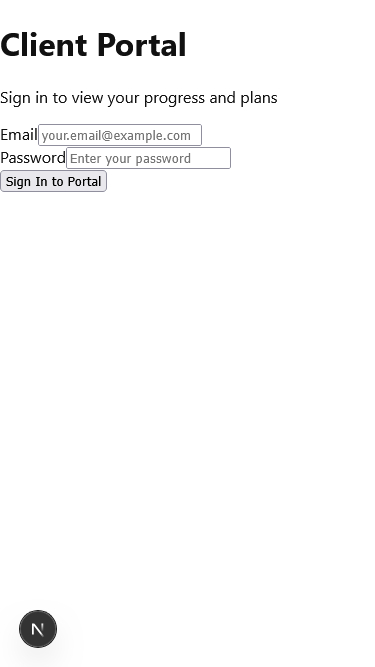 Client Portal
Sign in to view your progress and plans
Email your.email@example.com
Password Enter your password
Sign In to Portal
N